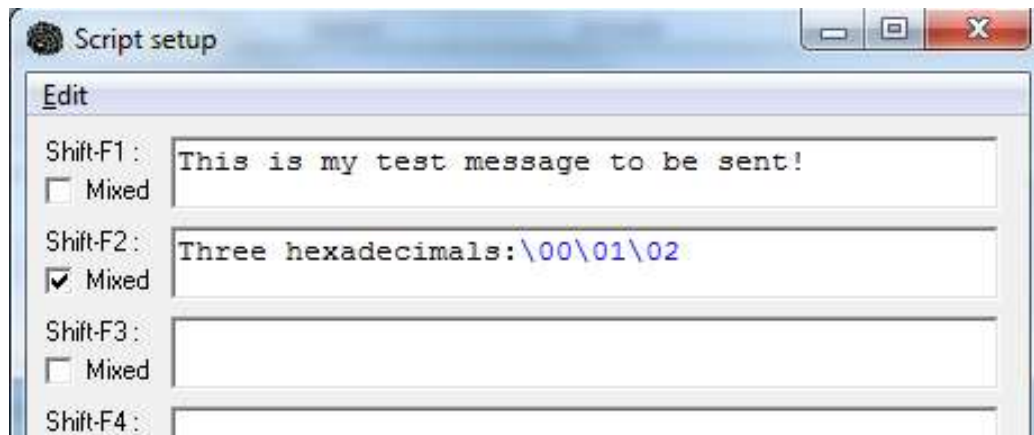 Script setup
Edit
Shift-F1 :
This is my test message to be sent!
Mixed
Shift-F2 :
Three hexadecimals:\00\01\02
Mixed
Shift-F3 :
Mixed
Shift-F4 :